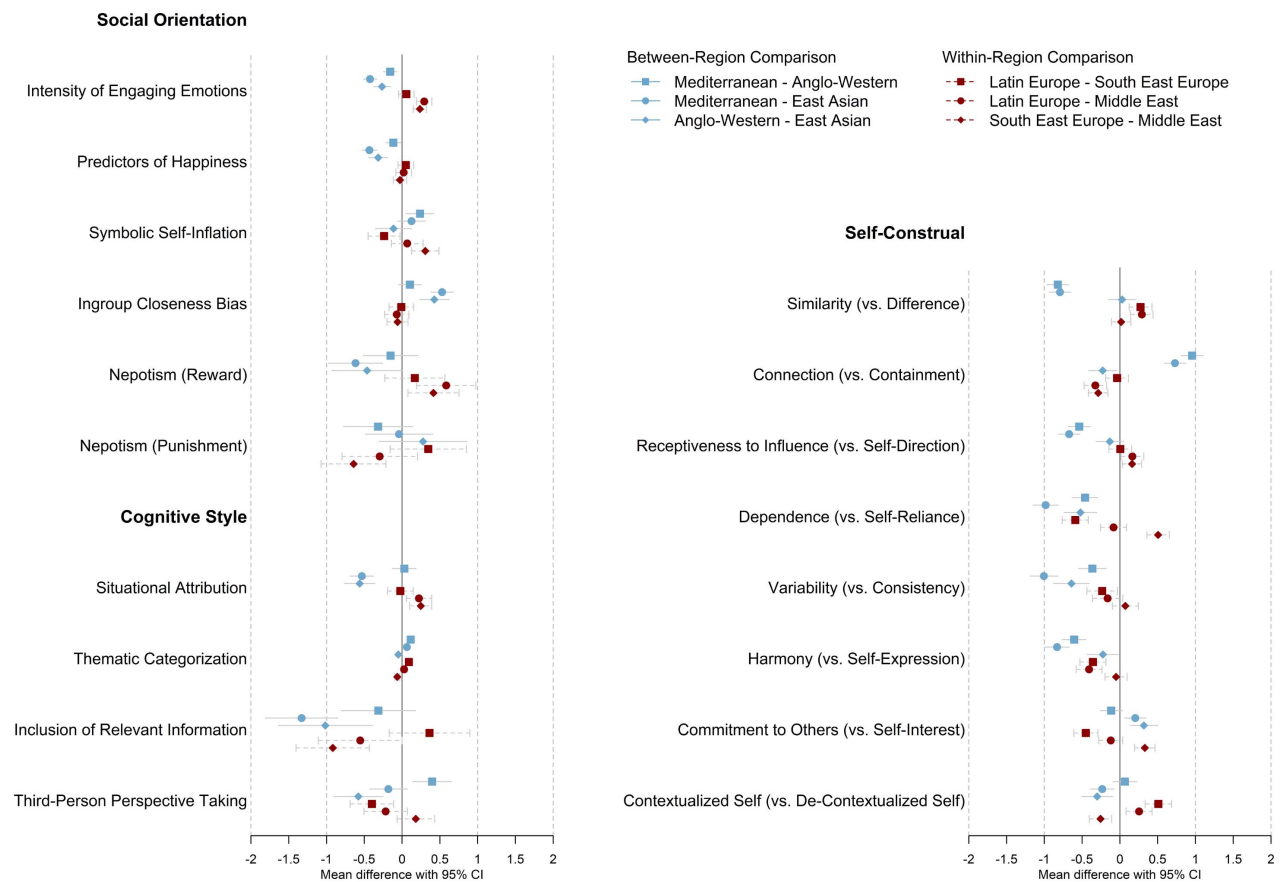 Social Orientation
Intensity of Engaging Emotions
Predictors of Happiness
Symbolic Self-Inflation
Ingroup Closeness Bias
Nepotism (Reward)
Nepotism (Punishment)
Cognitive Style
Situational Attribution
Thematic Categorization
Inclusion of Relevant Information
Third-Person Perspective Taking
-2 -1.5 -1 -0.5 0 0.5 1 1.5 2
Mean difference with 95% CI
Between-Region Comparison
Mediterranean - Anglo-Western
Mediterranean - East Asian
Anglo-Western - East Asian
Within-Region Comparison
Latin Europe - South East Europe
Latin Europe - Middle East
South East Europe - Middle East
Self-Construal
Similarity (vs. Difference)
Connection (vs. Containment)
Receptiveness to Influence (vs. Self-Direction)
Dependence (vs. Self-Reliance)
Variability (vs. Consistency)
Harmony (vs. Self-Expression)
Commitment to Others (vs. Self-Interest)
Contextualized Self (vs. De-Contextualized Self)
-2 -1.5 -1 -0.5 0 0.5 1 1.5 2
Mean difference with 95% CI